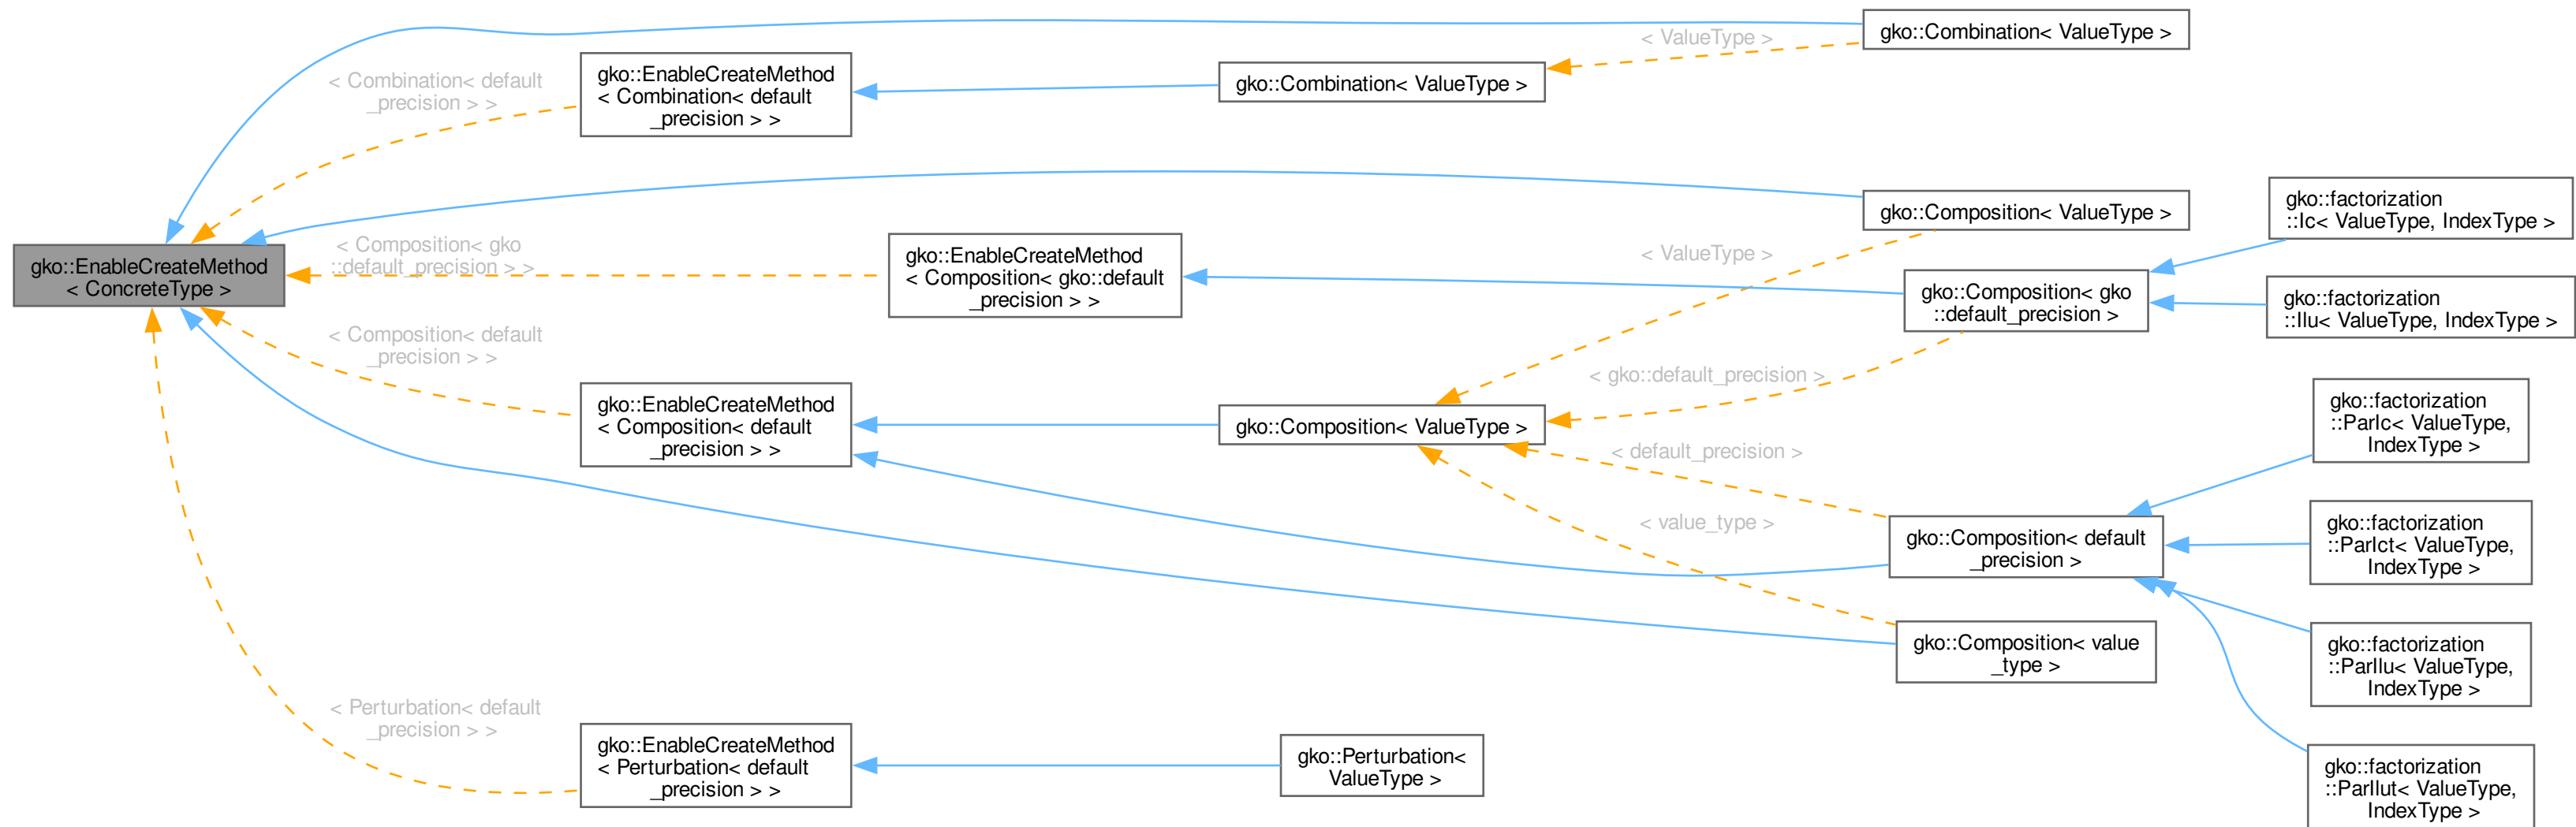 gko::EnableCreateMethod
< ConcreteType >
< Combination< default
_precision > >
< Composition< gko
::default_precision > >
< Composition< default
_precision > >
< Perturbation< default
_precision > >
gko::EnableCreateMethod
< Combination< default
_precision > >
gko::EnableCreateMethod
< Composition< gko::default
_precision > >
gko::EnableCreateMethod
< Composition< default
_precision > >
gko::EnableCreateMethod
< Perturbation< default
_precision > >
gko::Combination< ValueType >
gko::Composition< ValueType >
gko::Perturbation<
ValueType >
< ValueType >
< ValueType >
< gko::default_precision >
< default_precision >
< value_type >
gko::Combination< ValueType >
gko::Composition< ValueType >
gko::Composition< gko
::default_precision >
gko::Composition< default
_precision >
gko::Composition< value
_type >
gko::factorization
::Ic< ValueType, IndexType >
gko::factorization
::Ilu< ValueType, IndexType >
gko::factorization
::ParIc< ValueType,
IndexType >
gko::factorization
::ParIct< ValueType,
IndexType >
gko::factorization
::ParIlu< ValueType,
IndexType >
gko::factorization
::ParIlut< ValueType,
IndexType >